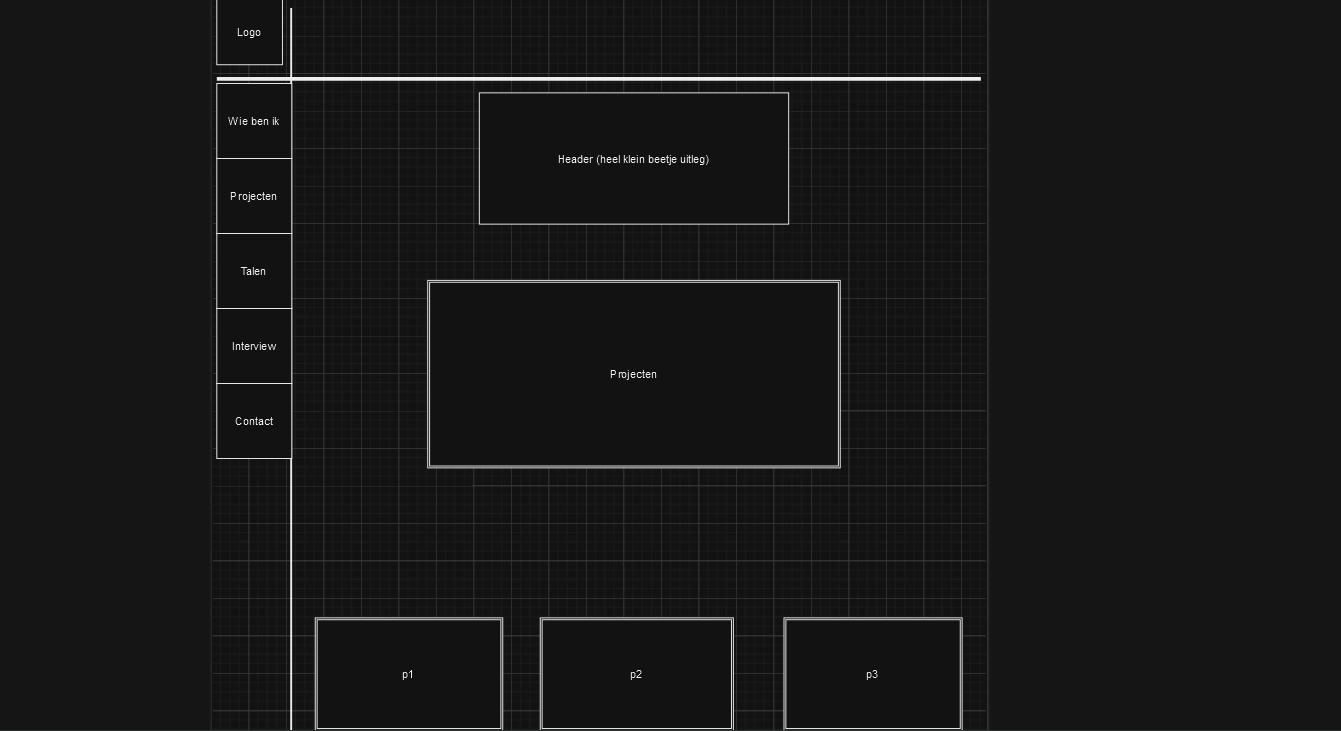 Logo
Wie ben ik
Projecten
Talen
Interview
Contact
Header (heel klein beetje uitleg)
Projecten
p1
p2
p3